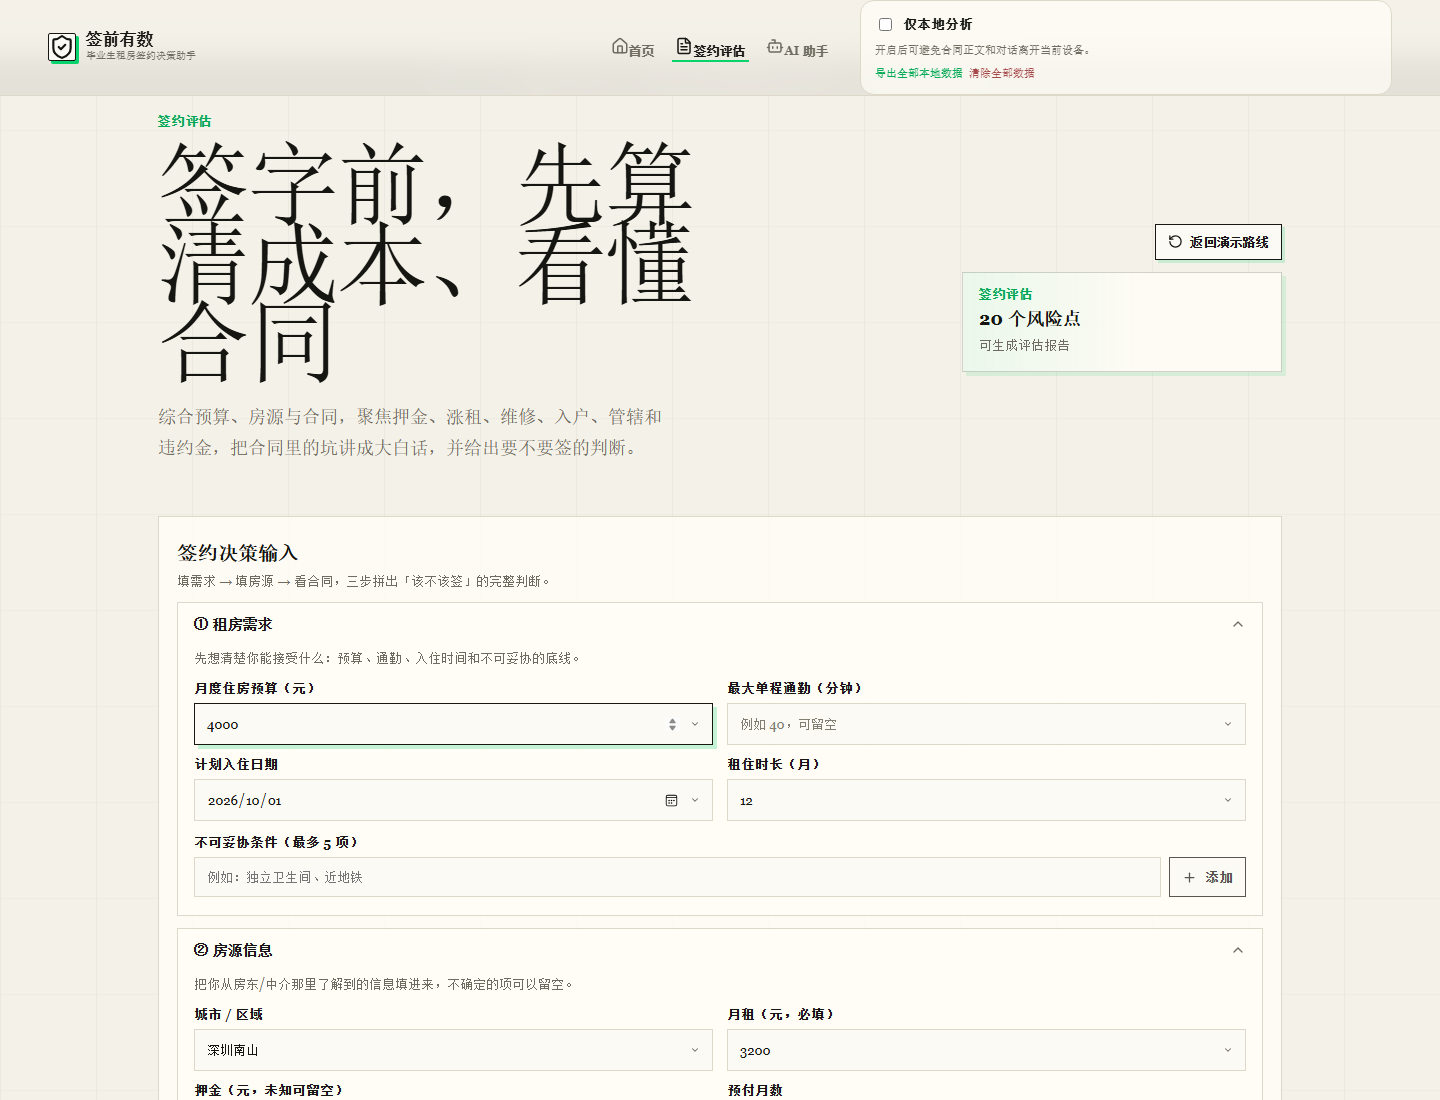 签前有数
毕业生租房签约决策助手
首页
签约评估
AI 助手
仅本地分析
开启后可避免合同正文和对话离开当前设备。
导出全部本地数据 清除全部数据
签约评估
签字前，先算
清成本、看懂
合同
综合预算、房源与合同，聚焦押金、涨租、维修、入户、管辖和
违约金，把合同里的坑讲成大白话，并给出要不要签的判断。
返回演示路线
签约评估
20 个风险点
可生成评估报告
签约决策输入
填需求 → 填房源 → 看合同，三步拼出「该不该签」的完整判断。
① 租房需求
先想清楚你能接受什么：预算、通勤、入住时间和不可妥协的底线。
月度住房预算（元）
最大单程通勤（分钟）
4000
例如 40，可留空
计划入住日期
租住时长（月）
2026/10/01
12
不可妥协条件（最多 5 项）
例如：独立卫生间、近地铁
添加
② 房源信息
把你从房东/中介那里了解到的信息填进来，不确定的项可以留空。
城市 / 区域
月租（元，必填）
深圳南山
3200
押金（元，未知可留空）
预付月数